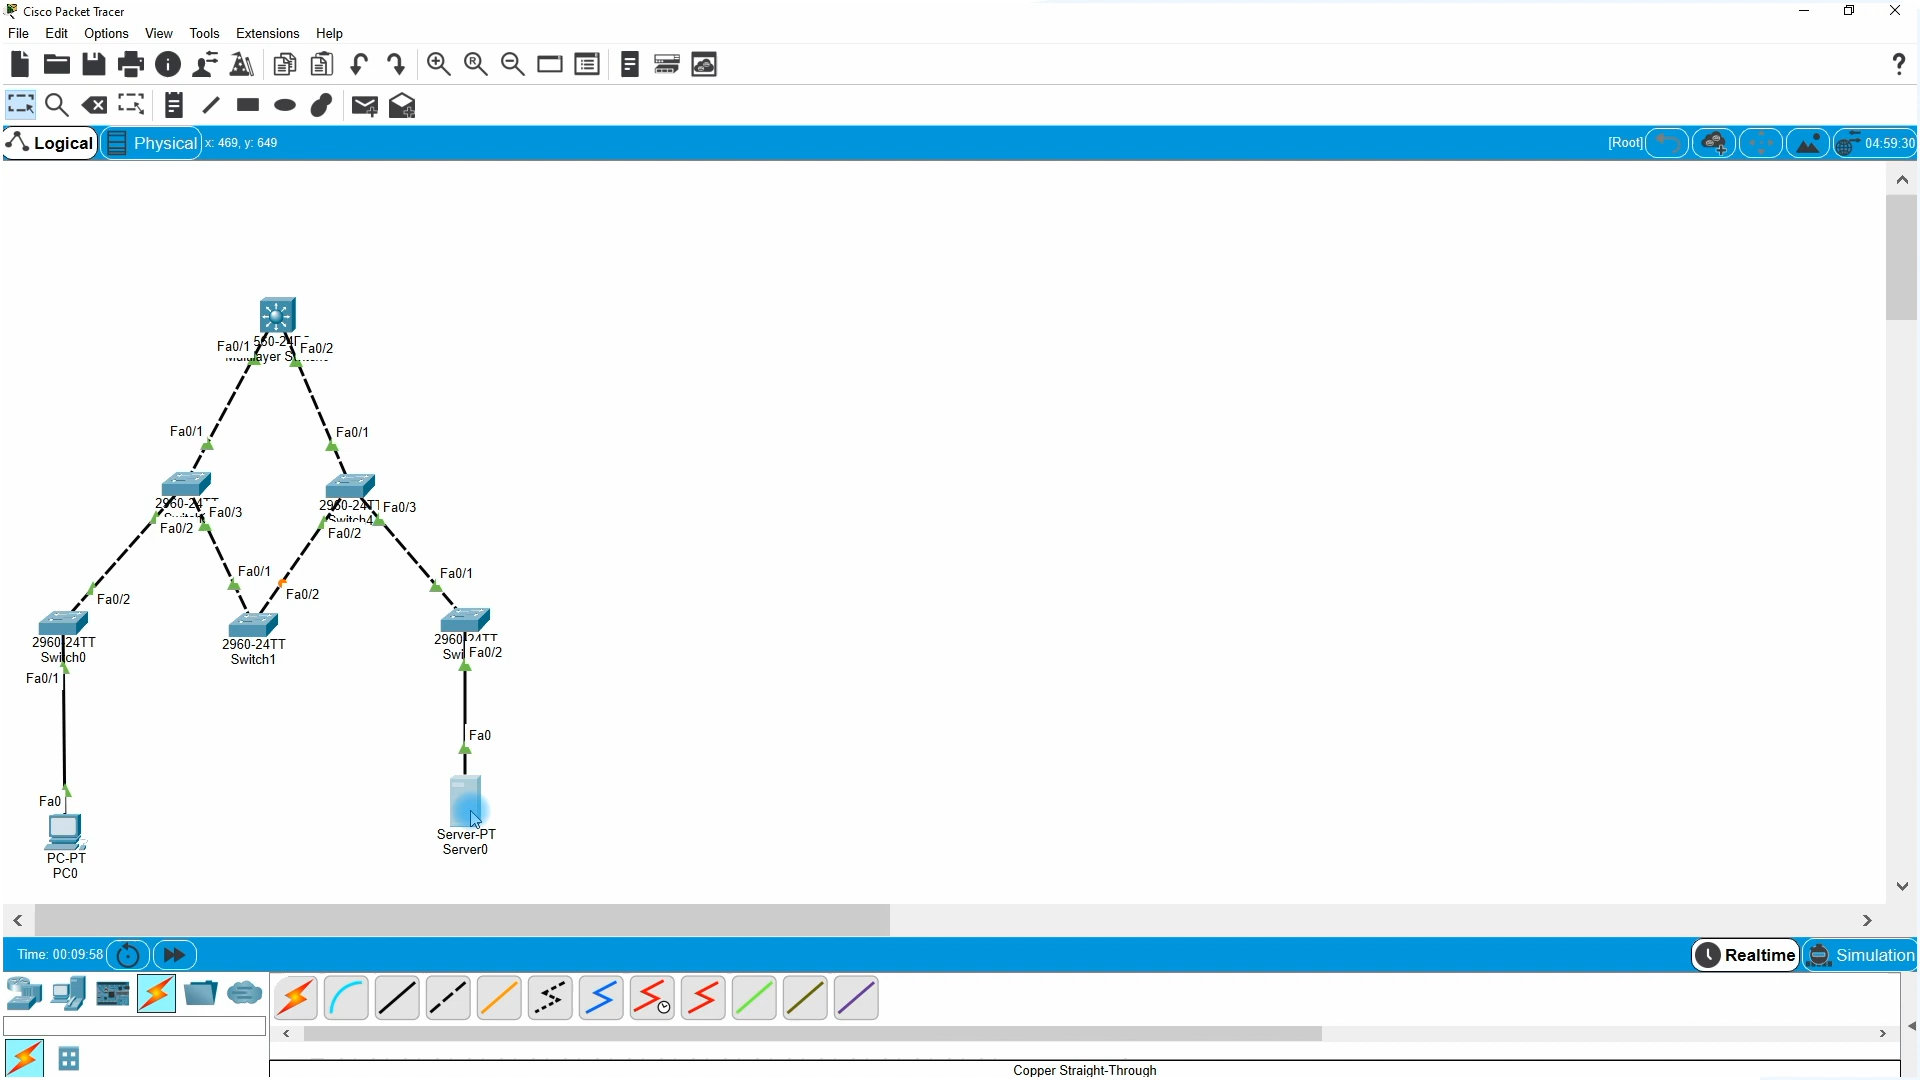 Cisco Packet Tracer
File Edit Options View Tools Extensions Help
Logical Physical x: 469, y: 649 [Root] 04:59:30
Fa0/1 Fa0/2
Fa0/1 Fa0/1
Fa0/3 Fa0/3
Switch4
Fa0/2 Fa0/2
Fa0/1 Fa0/1
Fa0/2 Fa0/2
2960-24TT 2960-24TT 2960-24TT
Switch0 Switch1 Fa0/2
Fa0/1
Fa0
Fa0
Server-PT
Server0
PC-PT
PC0
Time: 00:09:58 Realtime Simulation
Copper Straight-Through